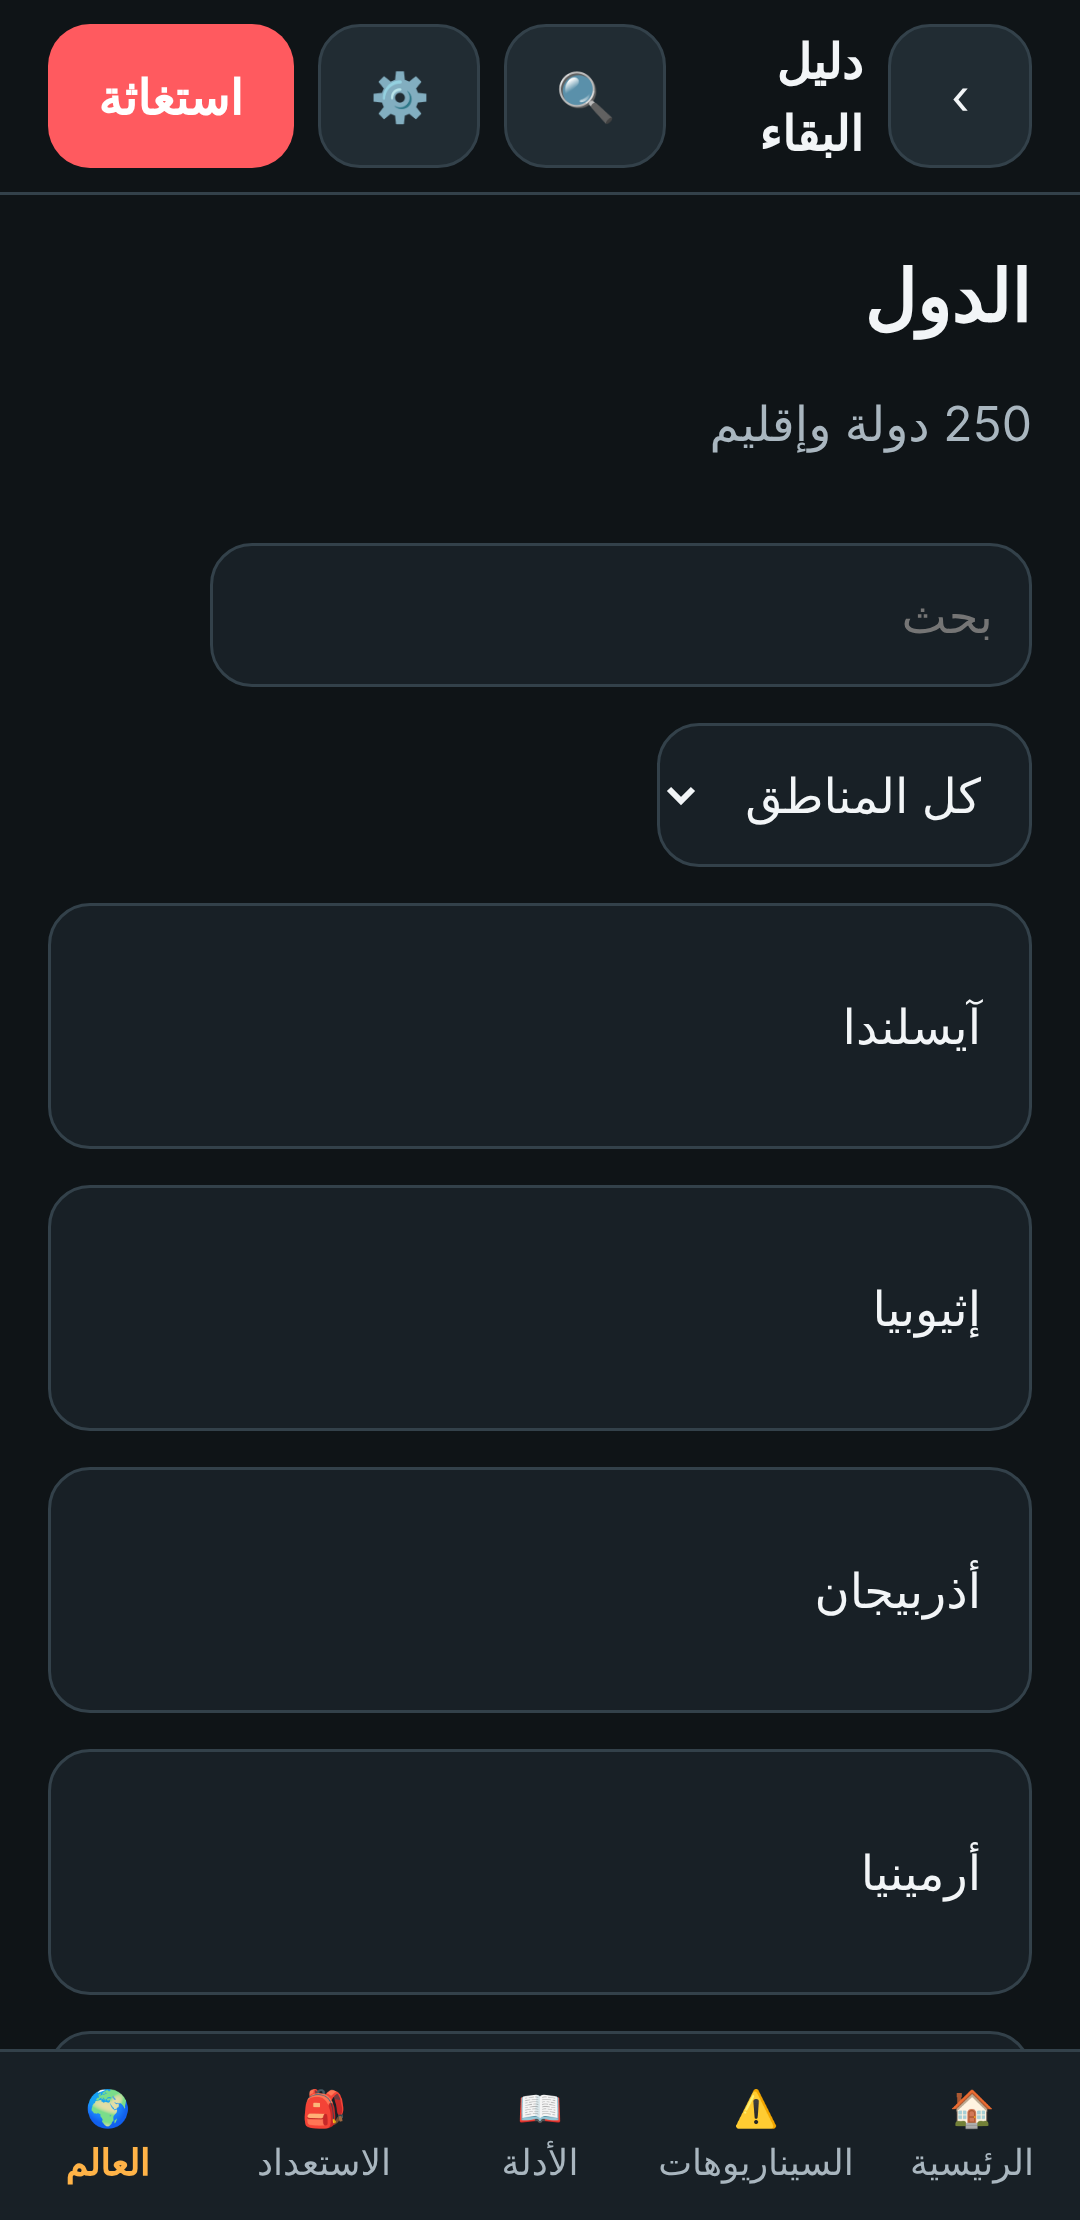 دليل
البقاء
استغاثة
الدول
250 دولة وإقليم
بحث
كل المناطق
آيسلندا
إثيوبيا
أذربيجان
أرمينيا
الرئيسية
السيناريوهات
الأدلة
الاستعداد
العالم